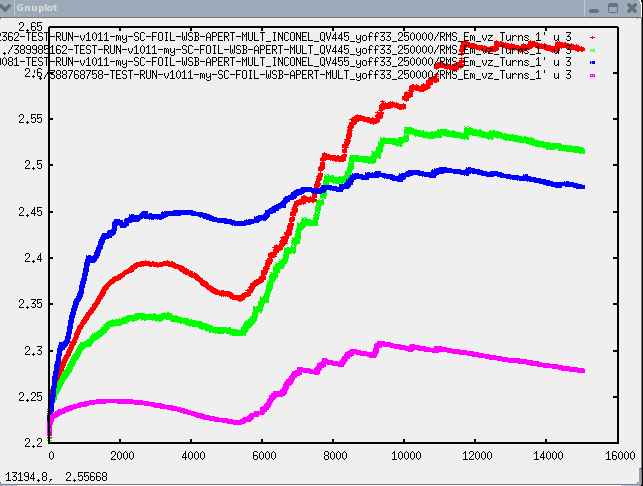 Gnuplot
2.65
2362-TEST-RUN-v1011-my-SC-FOIL-WSB-APERT-MULT_INCONEL_QV445_yoff33_250000/RMS_Em_vz_Turns_1' u 3
./389985162-TEST-RUN-v1011-my-SC-FOIL-WSB-APERT-MULT_QV445_yoff33_250000/RMS_Em_vz_Turns_1' u 3
0081-TEST-RUN-v1011-my-SC-FOIL-WSB-APERT-MULT_INCONEL_QV455_yoff33_250000/RMS_Em_vz_Turns_1' u 3
2.6
/388768758-TEST-RUN-v1011-my-SC-FOIL-WSB-APERT-MULT_QV455_yoff33_250000/RMS_Em_vz_Turns_1' u 3
2.55
2.5
2.45
2.4
2.35
2.3
2.25
2.2
0 2000 4000 6000 8000 10000 12000 14000 16000
13194.8, 2.55668